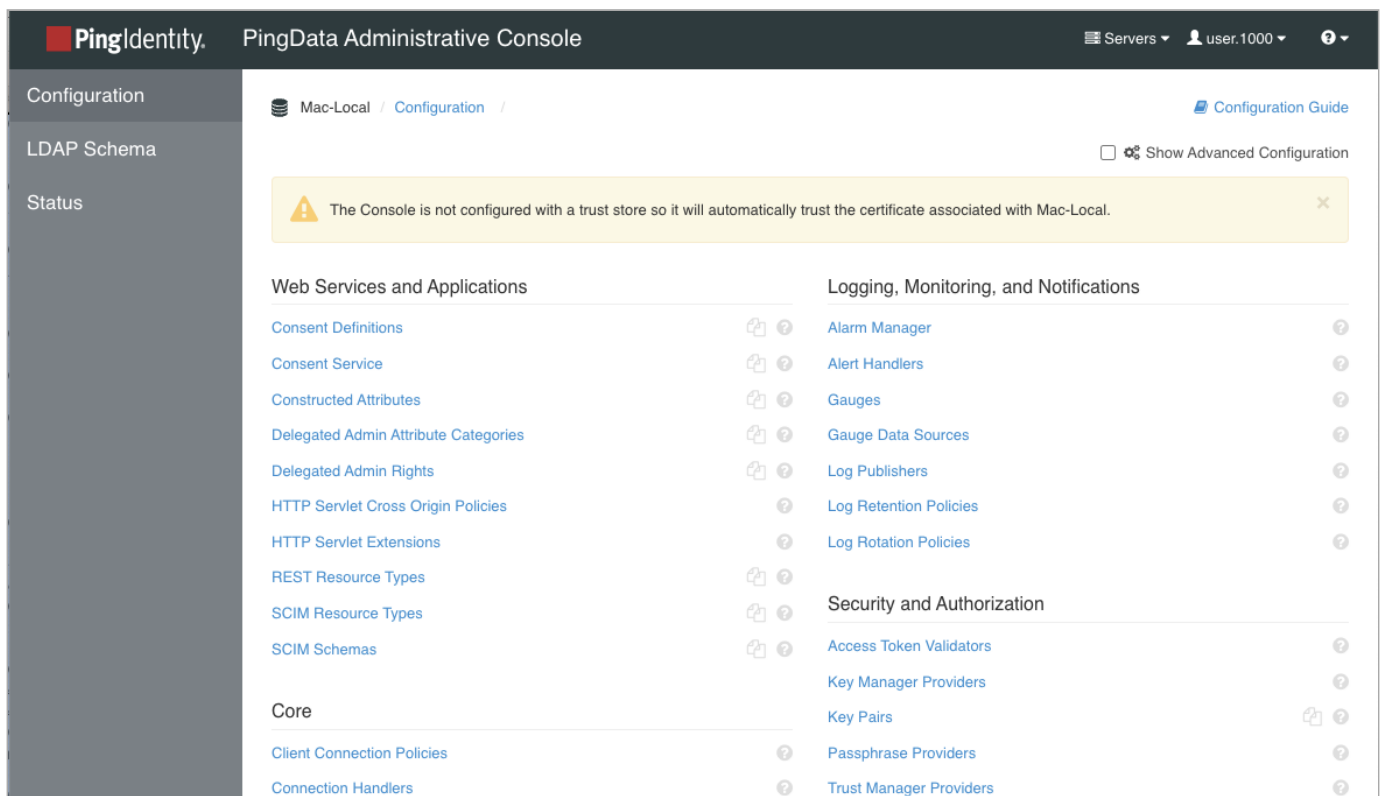 PingIdentity.
PingData Administrative Console
Servers
user.1000
Configuration
LDAP Schema
Status
Mac-Local / Configuration /
Configuration Guide
Show Advanced Configuration
The Console is not configured with a trust store so it will automatically trust the certificate associated with Mac-Local.
Web Services and Applications
Consent Definitions
Consent Service
Constructed Attributes
Delegated Admin Attribute Categories
Delegated Admin Rights
HTTP Servlet Cross Origin Policies
HTTP Servlet Extensions
REST Resource Types
SCIM Resource Types
SCIM Schemas
Core
Client Connection Policies
Connection Handlers
Logging, Monitoring, and Notifications
Alarm Manager
Alert Handlers
Gauges
Gauge Data Sources
Log Publishers
Log Retention Policies
Log Rotation Policies
Security and Authorization
Access Token Validators
Key Manager Providers
Key Pairs
Passphrase Providers
Trust Manager Providers